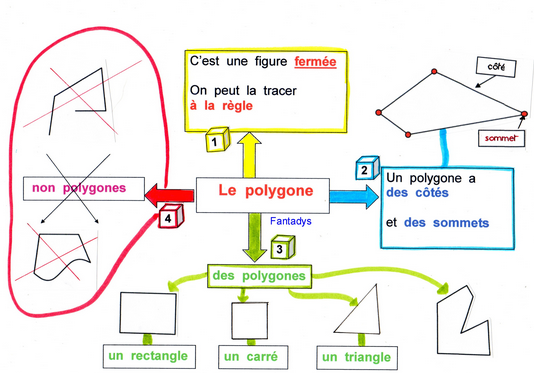 C'est une figure fermée
On peut la tracer
à la règle
1
côté
sommet
2
Un polygone a
des côtés
et des sommets
non polygones
Le polygone
4
Fantadys
3
des polygones
un rectangle
un carré
un triangle